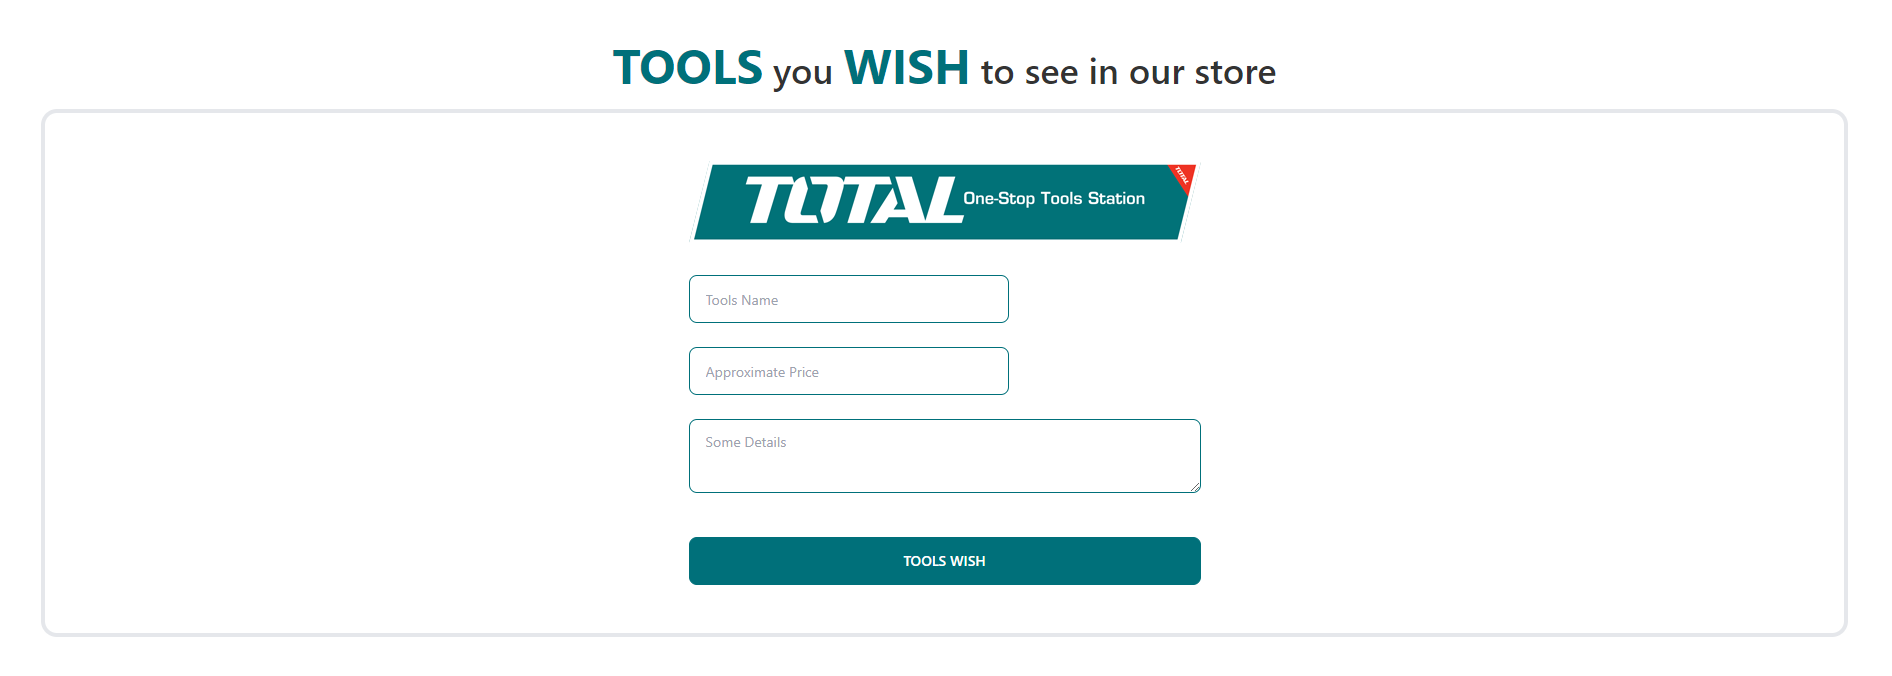 TOOLS you WISH to see in our store
TOTAL One-Stop Tools Station
TOTAL
Tools Name
Approximate Price
Some Details
TOOLS WISH